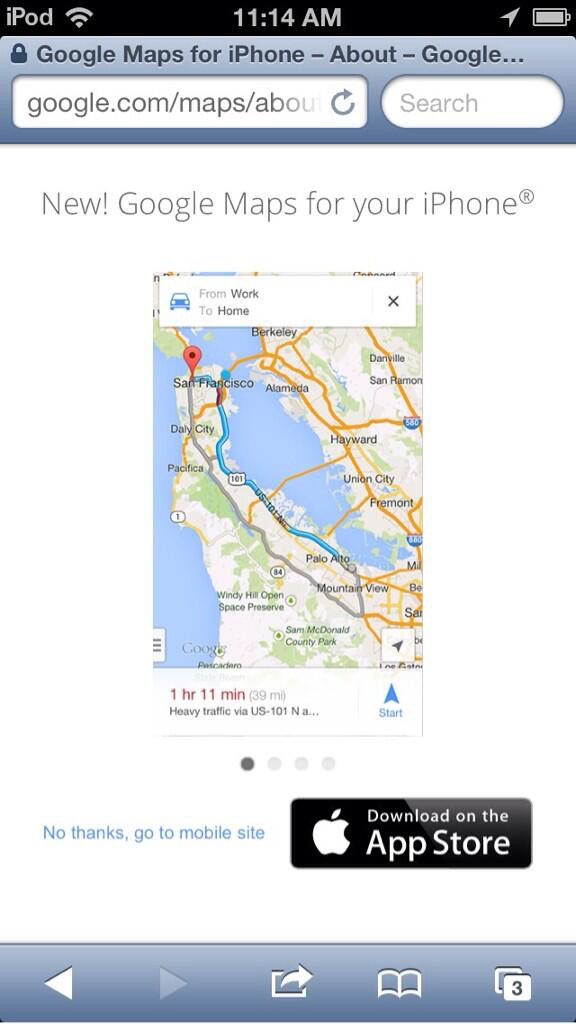 iPod 11:14 AM
Google Maps for iPhone – About – Google...
google.com/maps/abou
Search
New! Google Maps for your iPhone®
From Work
To Home
Berkeley
Danville
San Francisco
San Ramon
Alameda
580
Daly City
Hayward
Pacifica
101
Union City
US-101 N
Fremont
1
880
Palo Alto
84
Mountain View
Windy Hill Open
Space Preserve
Sam McDonald
County Park
Google
Pescadero
1 hr 11 min (39 mi)
Heavy traffic via US-101 N a...
Start
No thanks, go to mobile site
Download on the
App Store
3